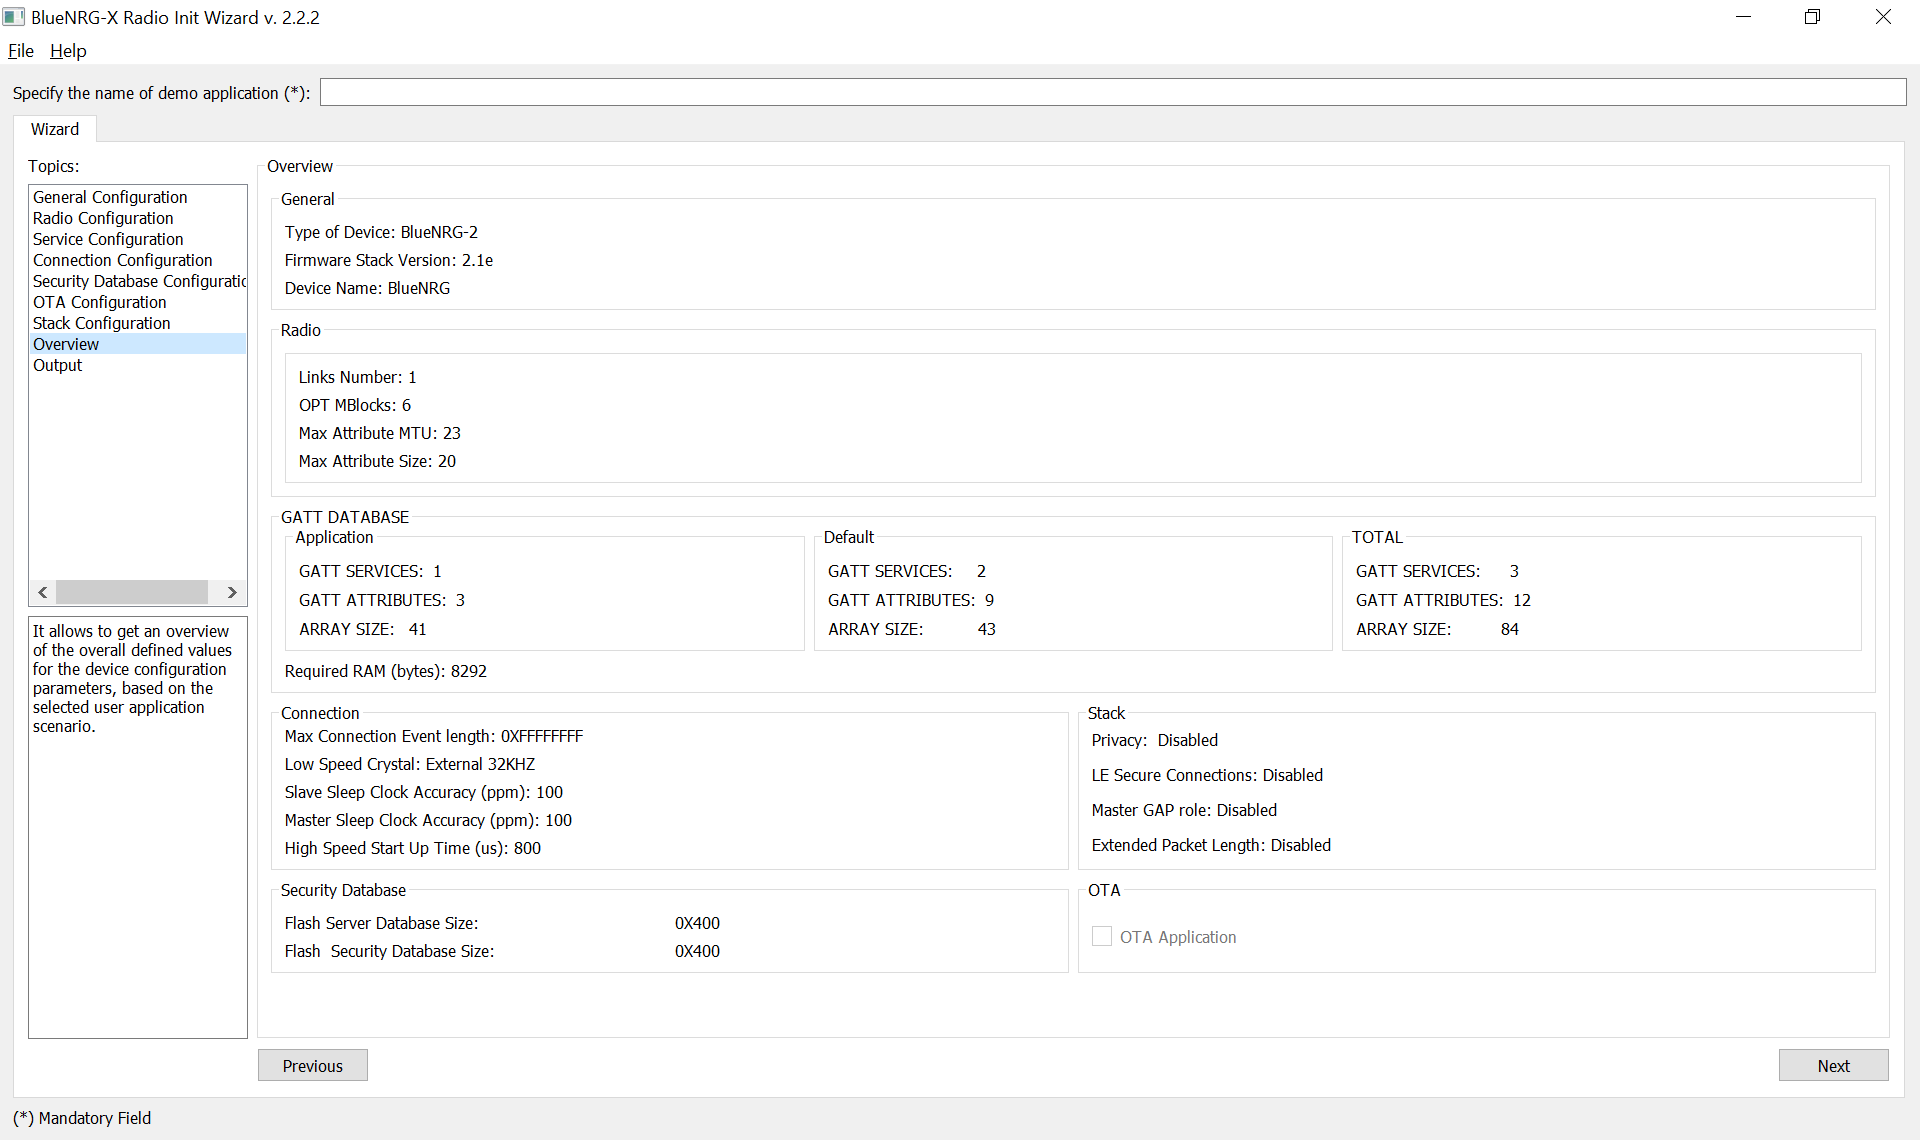 BlueNRG-X Radio Init Wizard v. 2.2.2
File Help
Specify the name of demo application (*):
Wizard
Topics:
General Configuration
Radio Configuration
Service Configuration
Connection Configuration
Security Database Configuratic
OTA Configuration
Stack Configuration
Overview
Output
It allows to get an overview
of the overall defined values
for the device configuration
parameters, based on the
selected user application
scenario.
Overview
General
Type of Device: BlueNRG-2
Firmware Stack Version: 2.1e
Device Name: BlueNRG
Radio
Links Number: 1
OPT MBlocks: 6
Max Attribute MTU: 23
Max Attribute Size: 20
GATT DATABASE
Application
GATT SERVICES: 1
GATT ATTRIBUTES: 3
ARRAY SIZE: 41
Default
GATT SERVICES: 2
GATT ATTRIBUTES: 9
ARRAY SIZE: 43
TOTAL
GATT SERVICES: 3
GATT ATTRIBUTES: 12
ARRAY SIZE: 84
Required RAM (bytes): 8292
Connection
Max Connection Event length: 0XFFFFFFFF
Low Speed Crystal: External 32KHZ
Slave Sleep Clock Accuracy (ppm): 100
Master Sleep Clock Accuracy (ppm): 100
High Speed Start Up Time (us): 800
Stack
Privacy: Disabled
LE Secure Connections: Disabled
Master GAP role: Disabled
Extended Packet Length: Disabled
Security Database
Flash Server Database Size: 0X400
Flash Security Database Size: 0X400
OTA
OTA Application
Previous
Next
(*) Mandatory Field